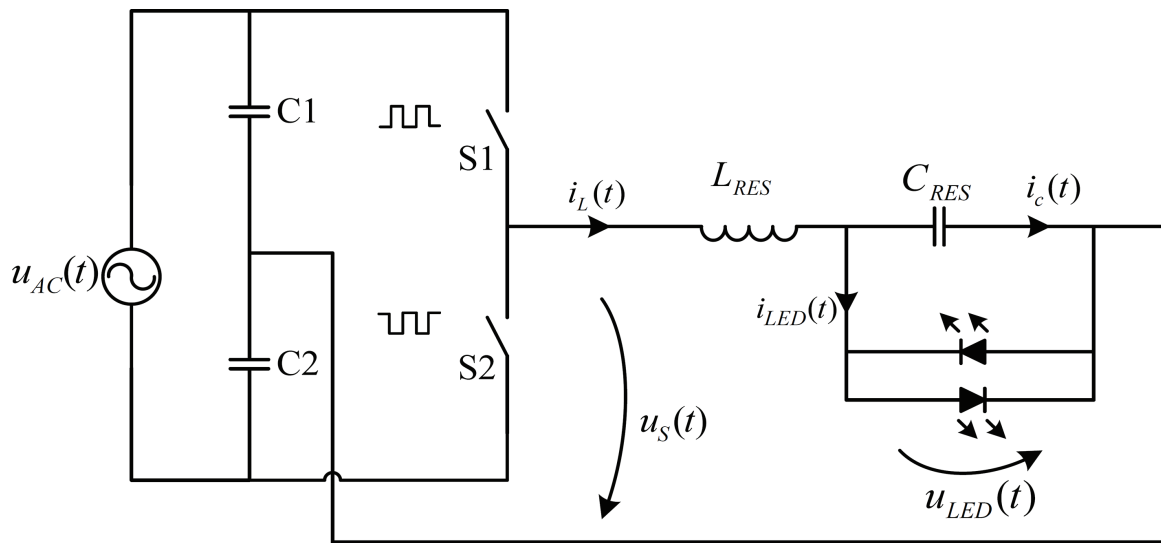 C1
S1
i_L(t)
L_RES
C_RES
i_c(t)
u_AC(t)
i_LED(t)
C2
S2
u_S(t)
u_LED(t)